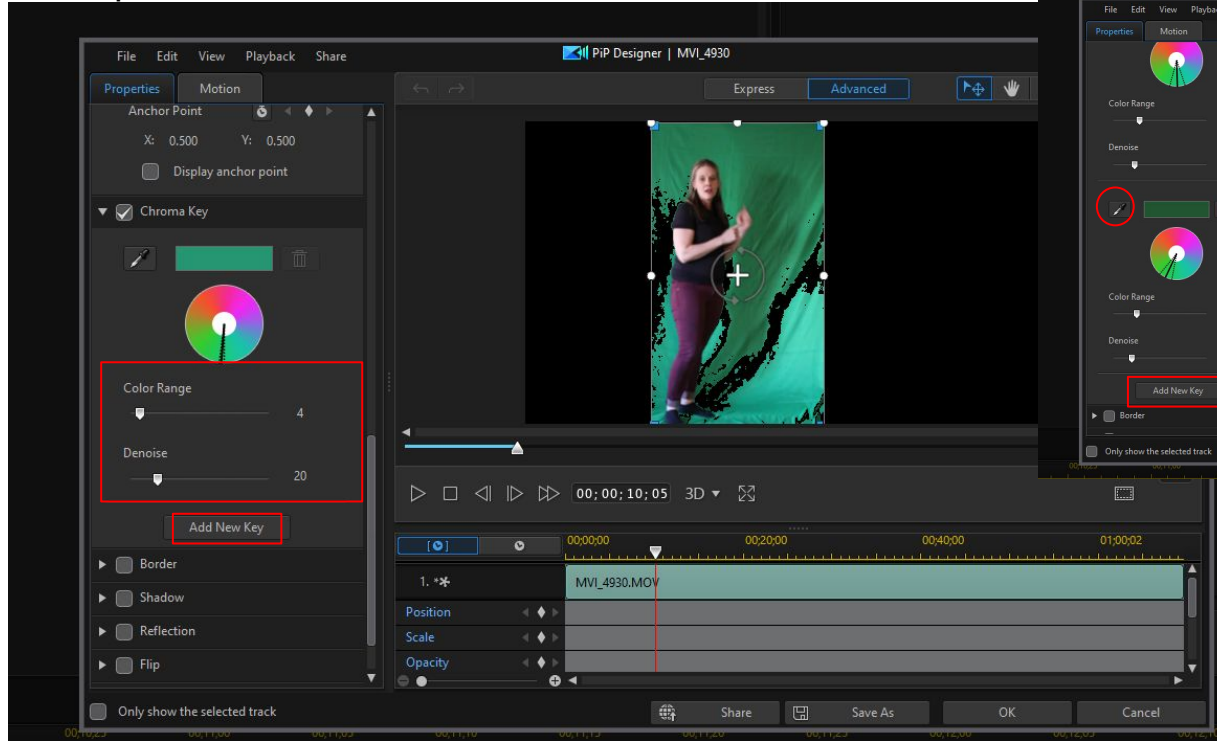 File Edit View Playback Share
PiP Designer | MVI_4930
Properties Motion
Express Advanced
Anchor Point
X: 0.500 Y: 0.500
Display anchor point
Chroma Key
Color Range
4
Denoise
20
Add New Key
Border
Shadow
Reflection
Flip
Only show the selected track
00;00;10;05 3D
00;00;00 00;20;00 00;40;00 01;00;02
1. *
MVI_4930.MOV
Position
Scale
Opacity
Share Save As OK Cancel
File Edit View Playba
Properties Motion
Color Range
Denoise
Color Range
Denoise
Add New Key
Border
Only show the selected track